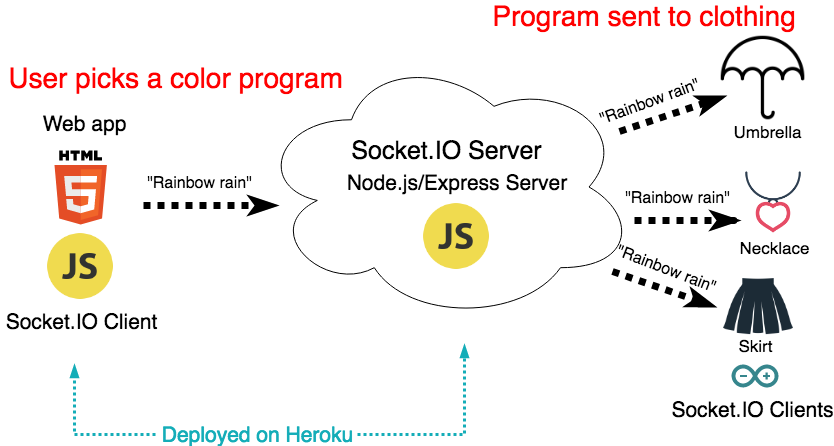 Program sent to clothing
User picks a color program
Web app
HTML
5
JS
Socket.IO Client
"Rainbow rain"
Socket.IO Server
Node.js/Express Server
JS
"Rainbow rain"
Umbrella
"Rainbow rain"
Necklace
"Rainbow rain"
Skirt
Socket.IO Clients
Deployed on Heroku